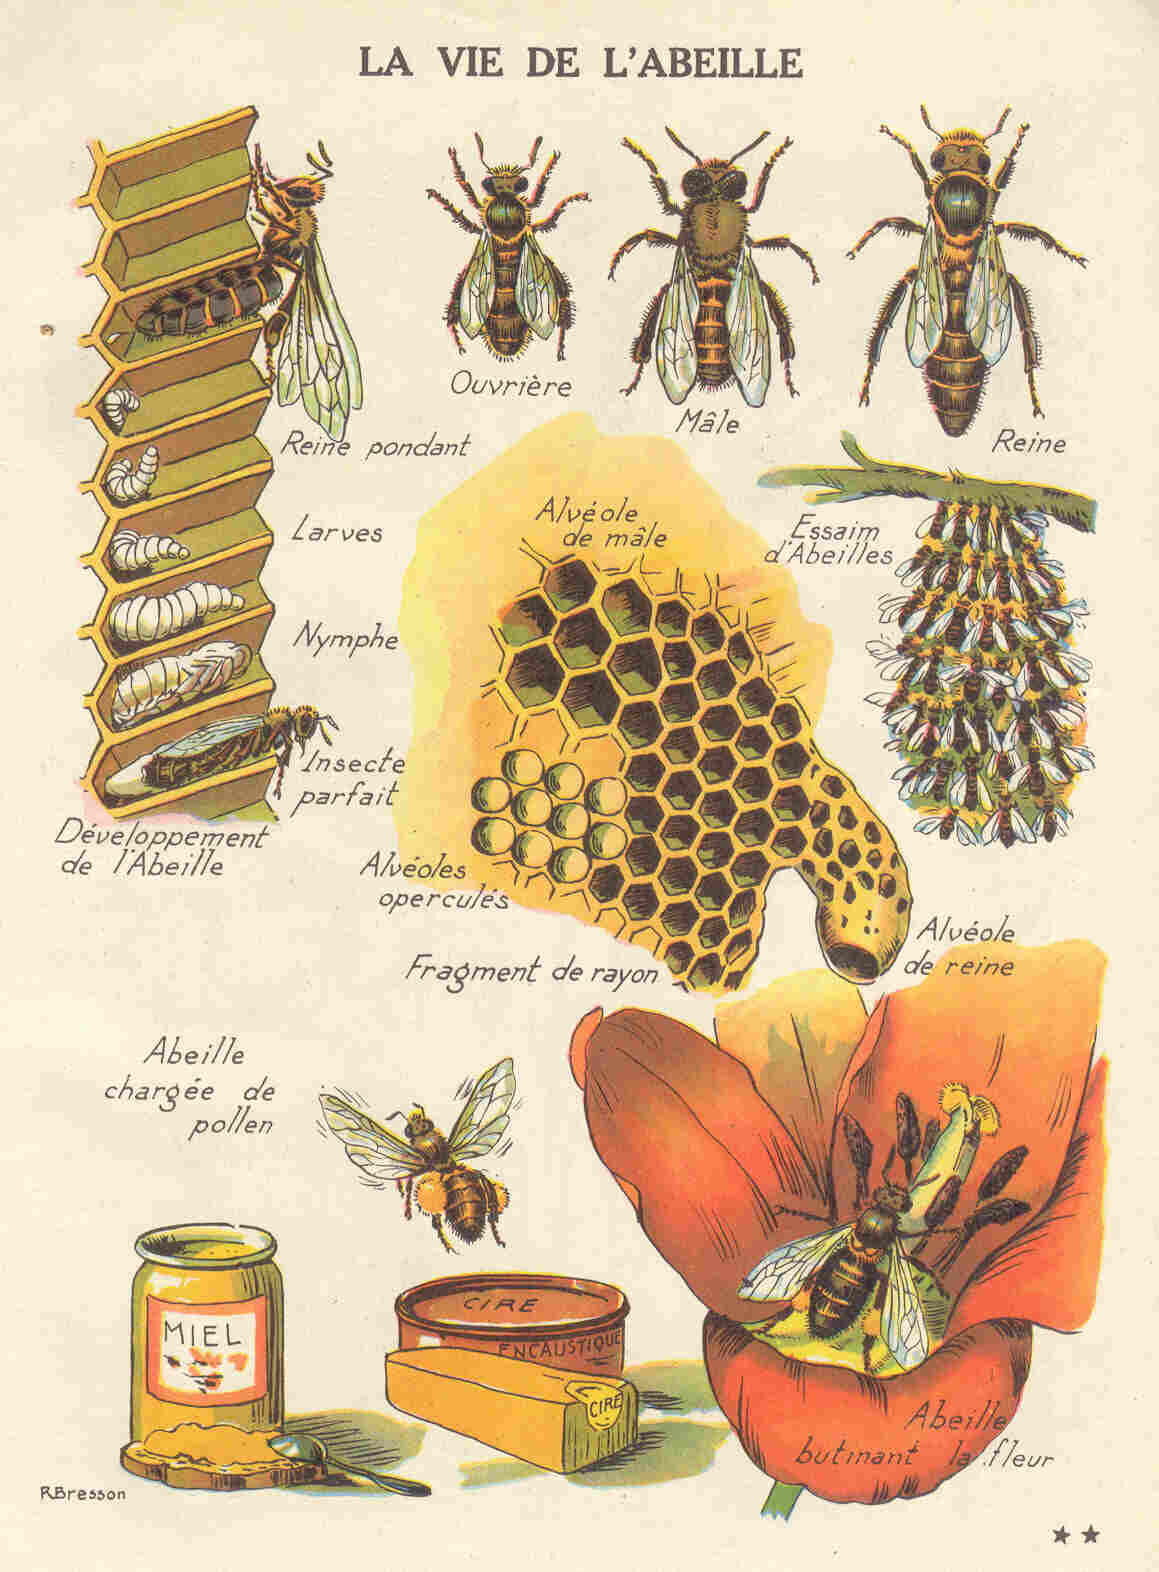 LA VIE DE L'ABEILLE
Ouvrière
Mâle
Reine
Reine pondant
Larves
Nymphe
Insecte
parfait
Développement
de l'Abeille
Alvéole
de mâle
Essaim
d'Abeilles
Alvéoles
operculés
Fragment de rayon
Alvéole
de reine
Abeille
chargée de
pollen
MIEL
CIRE
ENCAUSTIQUE
CIRE
Abeille
butinant la fleur
R.Bresson